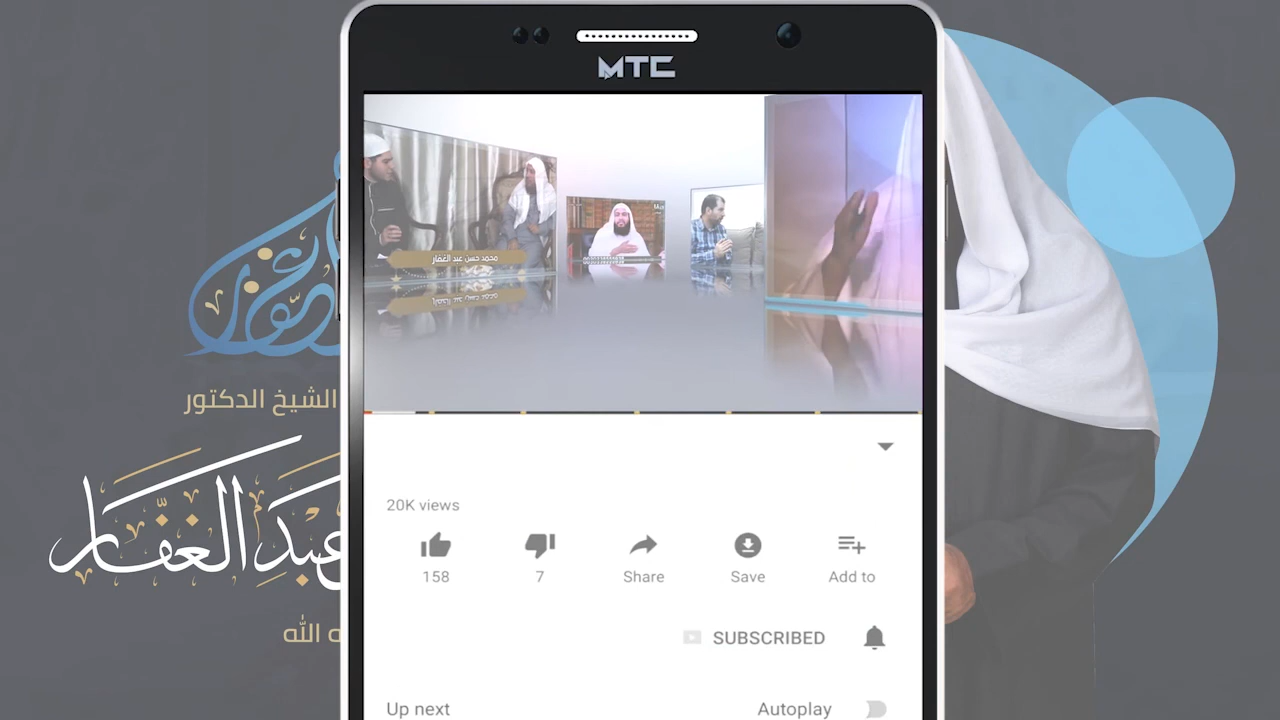 MTC
محمد حسن عبد الغفار
الشيخ الدكتور
عبد الغفار
الله
20K views
158
7
Share
Save
Add to
SUBSCRIBED
Up next
Autoplay